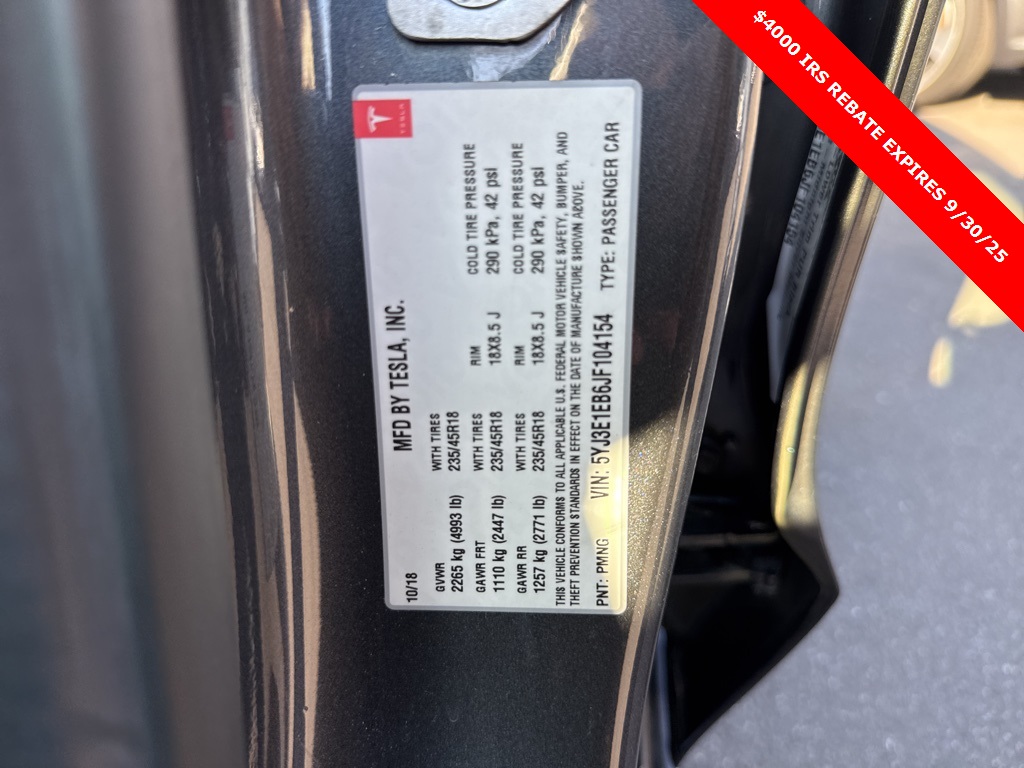 $4000 IRS REBATE EXPIRES 9/30/25
TESLA
MFD BY TESLA, INC.
10/18
GVWR WITH TIRES
2265 kg (4993 lb) 235/45R18
GAWR FRT WITH TIRES RIM COLD TIRE PRESSURE
1110 kg (2447 lb) 235/45R18 18X8.5 J 290 kPa, 42 psi
GAWR RR WITH TIRES RIM COLD TIRE PRESSURE
1257 kg (2771 lb) 235/45R18 18X8.5 J 290 kPa, 42 psi
THIS VEHICLE CONFORMS TO ALL APPLICABLE U.S. FEDERAL MOTOR VEHICLE SAFETY, BUMPER, AND
THEFT PREVENTION STANDARDS IN EFFECT ON THE DATE OF MANUFACTURE SHOWN ABOVE.
PNT: PMNG VIN: 5YJ3E1EB6JF104154 TYPE: PASSENGER CAR